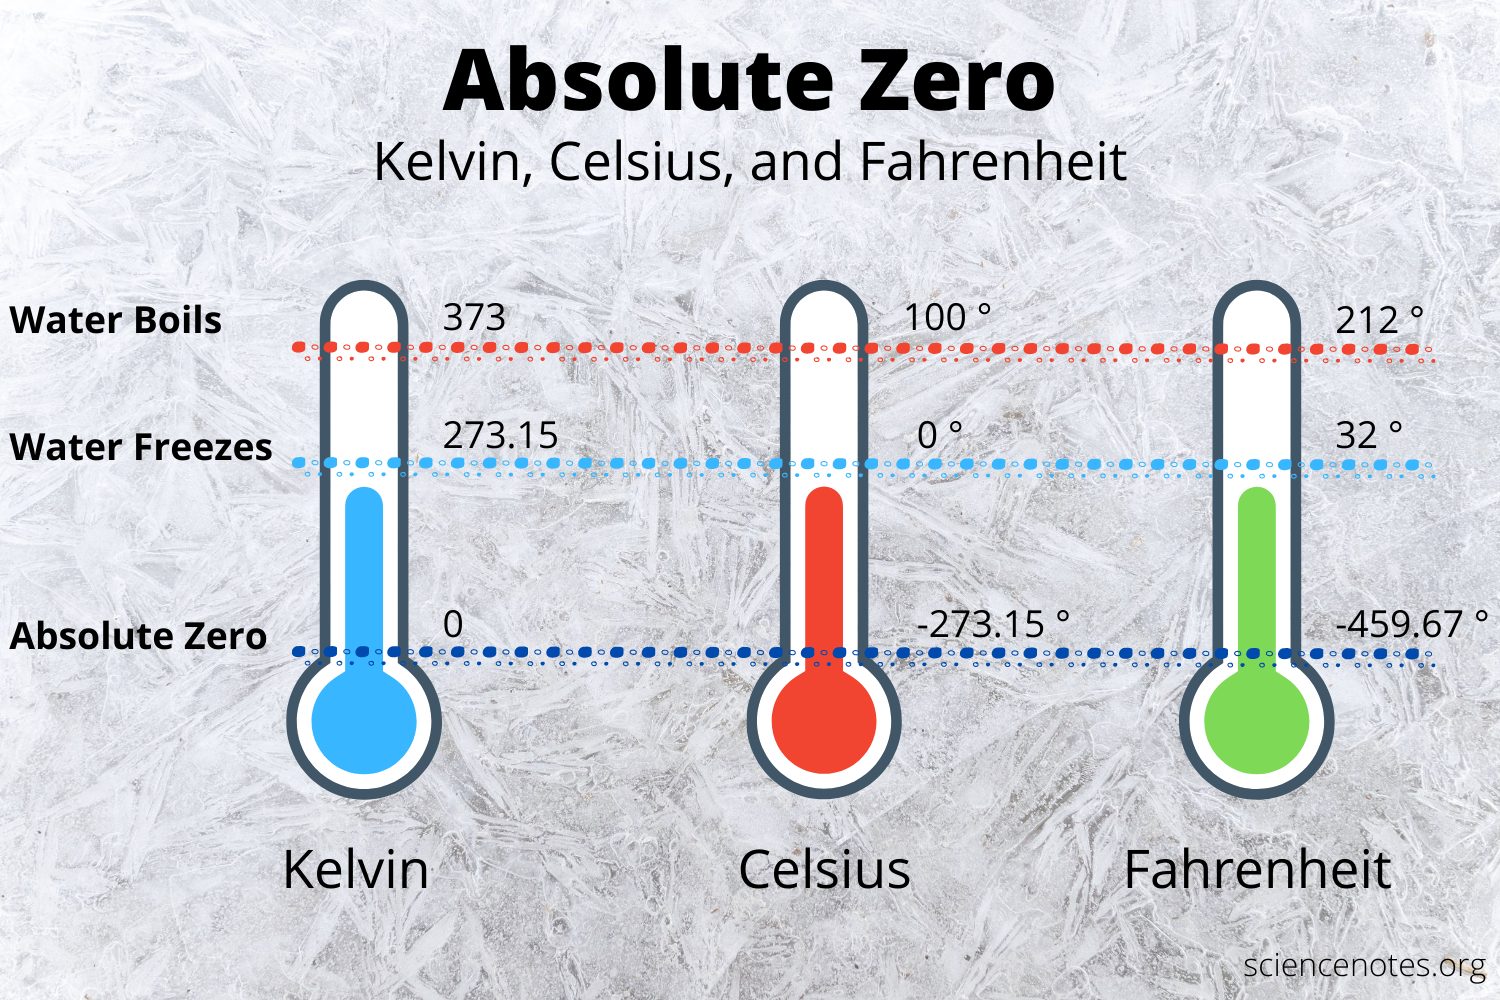 Absolute Zero
Kelvin, Celsius, and Fahrenheit
Water Boils 373 100 ° 212 °
Water Freezes 273.15 0 ° 32 °
Absolute Zero 0 -273.15 ° -459.67 °
Kelvin Celsius Fahrenheit
sciencenotes.org